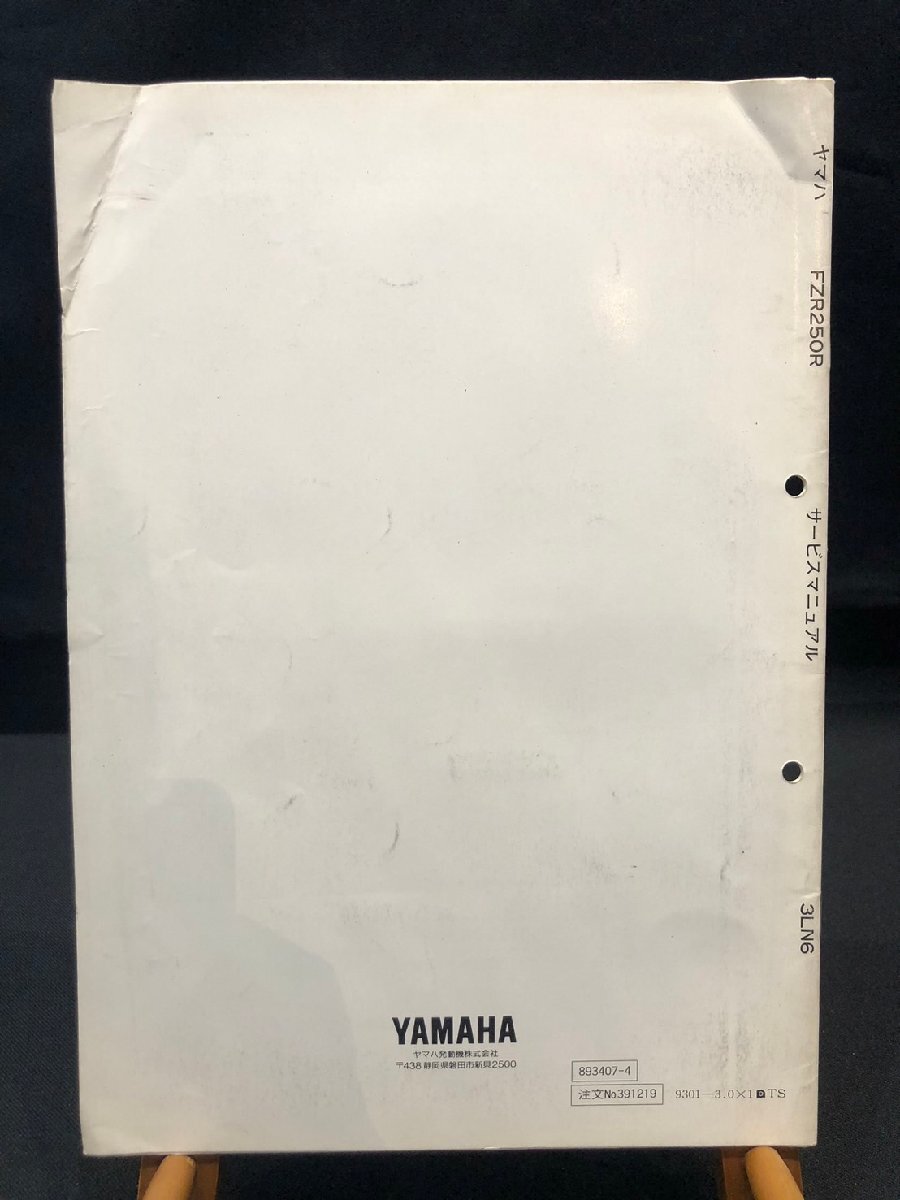 ヤマハ FZR250R サービスマニュアル 3LN6
YAMAHA
ヤマハ発動機株式会社
〒438 静岡県磐田市新貝2500
893407-4
注文No391219 9301-3.0×1 D TS